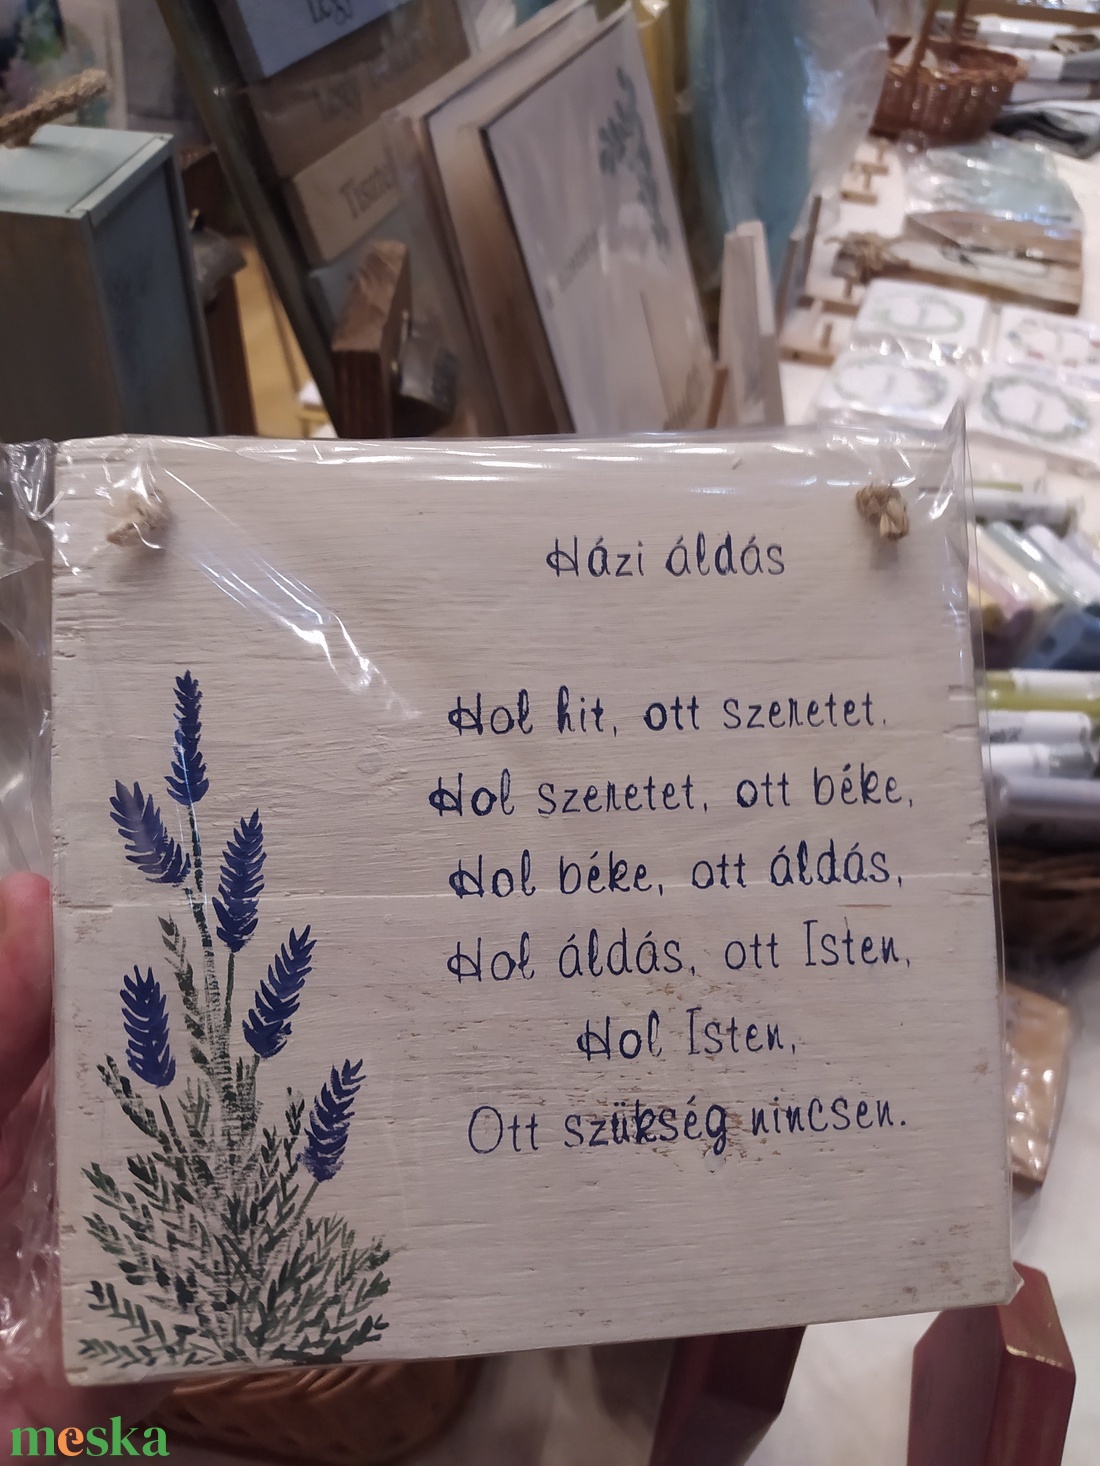 Házi áldás
Hol hit, ott szeretet.
Hol szeretet, ott béke,
Hol béke, ott áldás,
Hol áldás, ott Isten,
Hol Isten,
Ott szükség nincsen.
meska